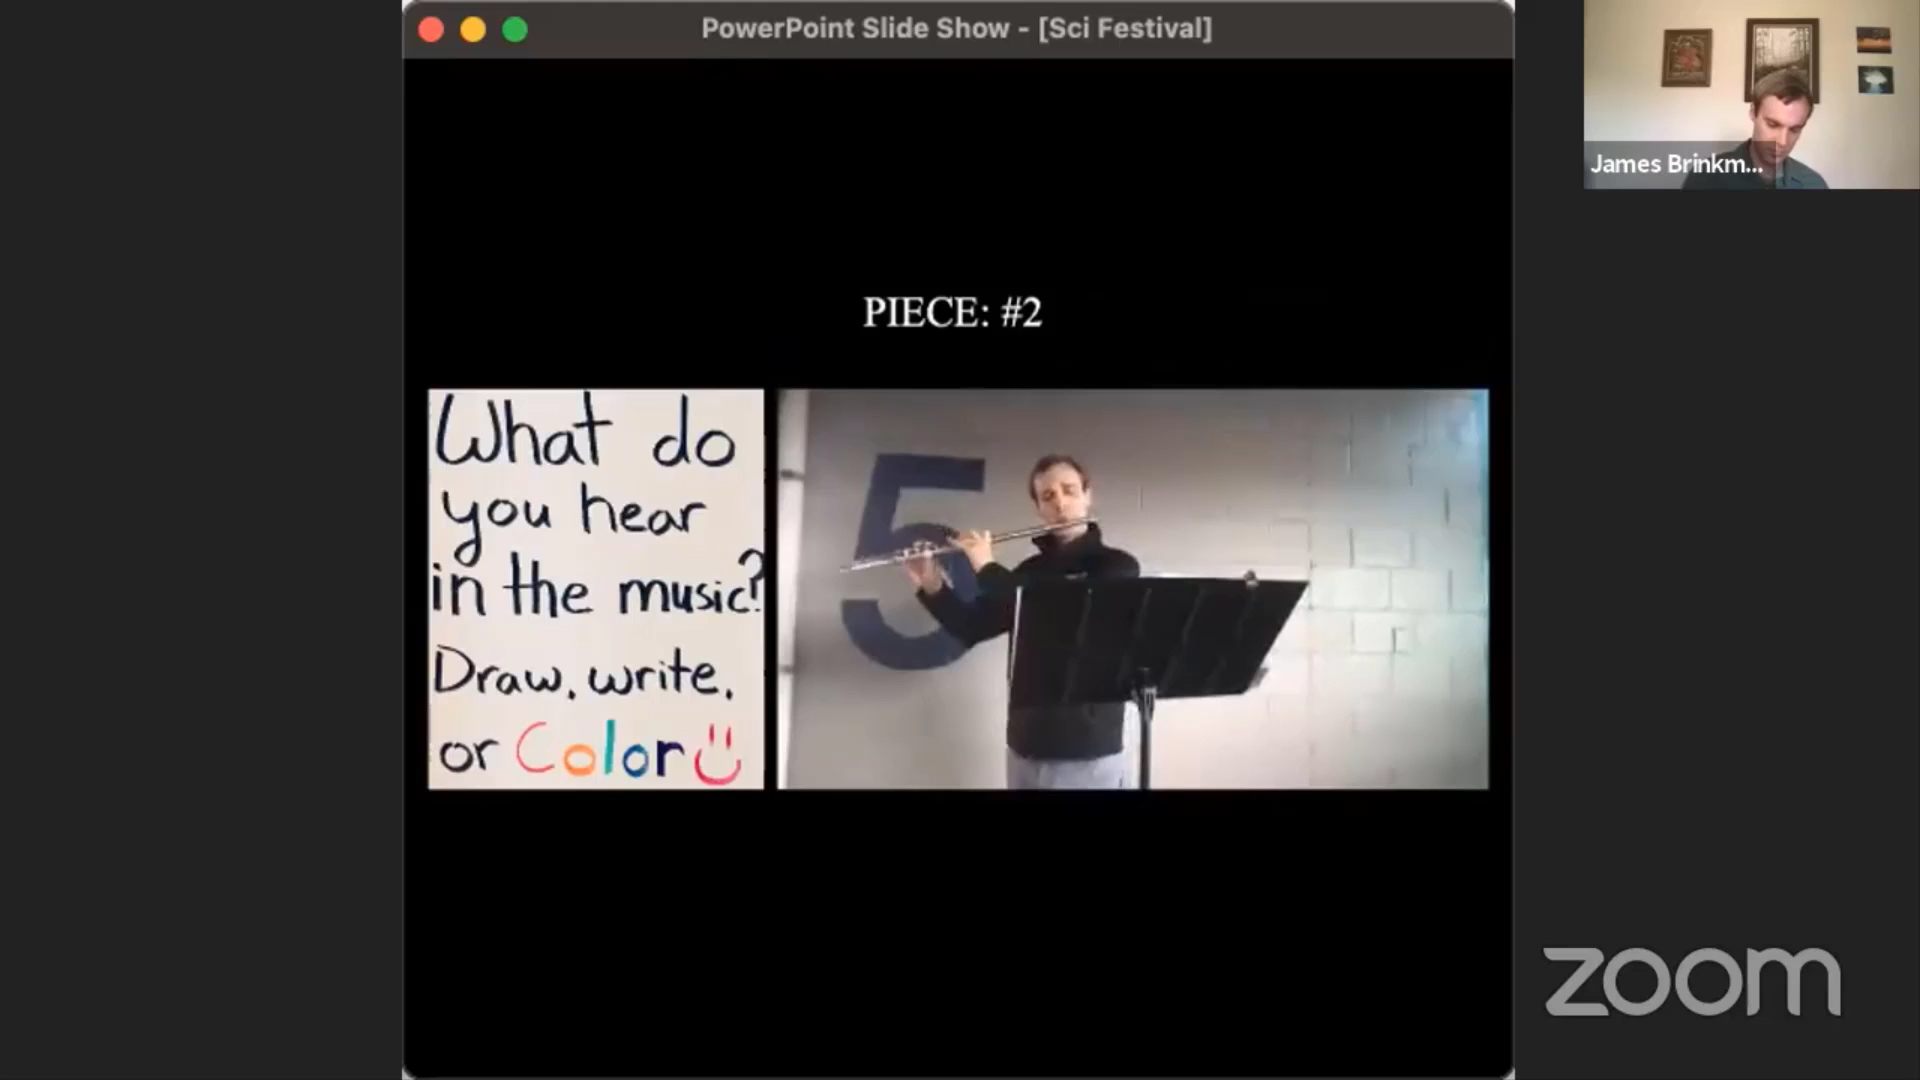 PowerPoint Slide Show - [Sci Festival]
James Brinkm...
PIECE: #2
What do
you hear
in the music?
Draw, write,
or Color
5
zoom